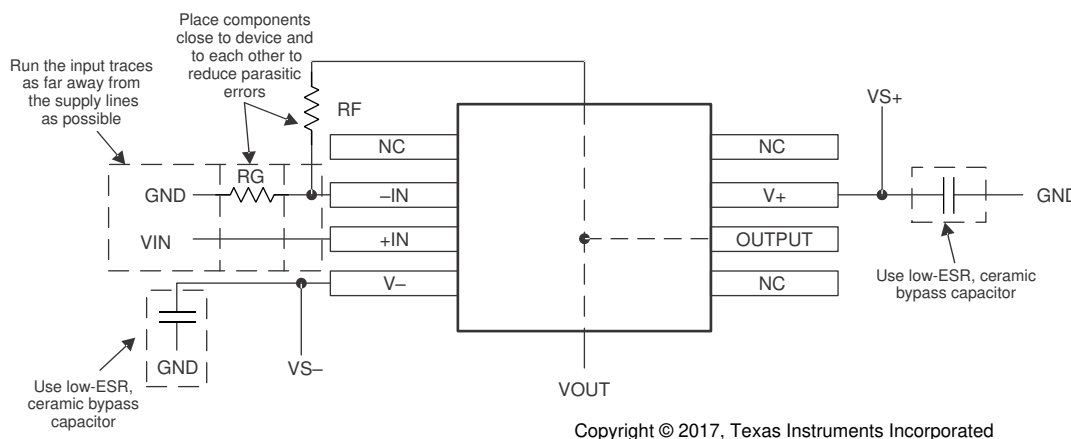 Place components
close to device and
to each other to
reduce parasitic
errors
Run the input traces
as far away from
the supply lines
as possible
RF
VS+
NC
NC
RG
GND
–IN
V+
GND
VIN
+IN
OUTPUT
V–
NC
Use low-ESR, ceramic
bypass capacitor
GND
VS–
VOUT
Use low-ESR,
ceramic bypass
capacitor
Copyright © 2017, Texas Instruments Incorporated